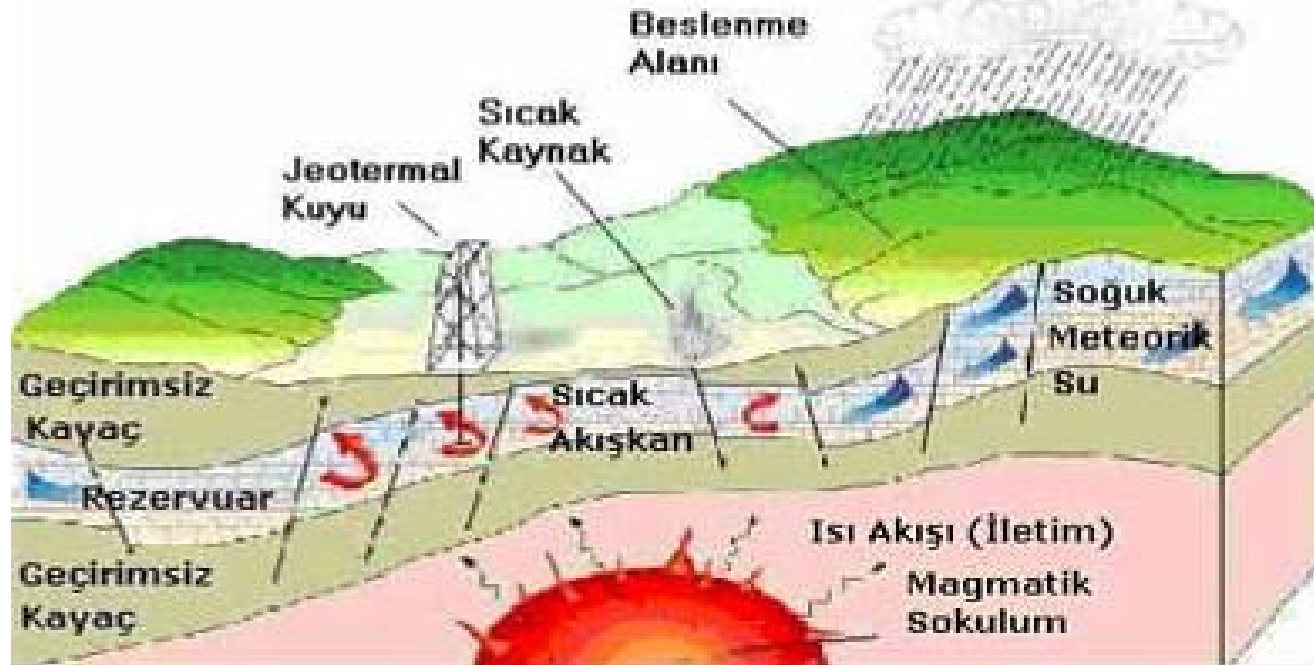 Beslenme
Alanı
Sıcak
Kaynak
Jeotermal
Kuyu
Soğuk
Meteorik
Su
Geçirimsiz
Kayaç
Sıcak
Akışkan
Rezervuar
Isı Akışı (İletim)
Geçirimsiz
Kayaç
Magmatik
Sokulum